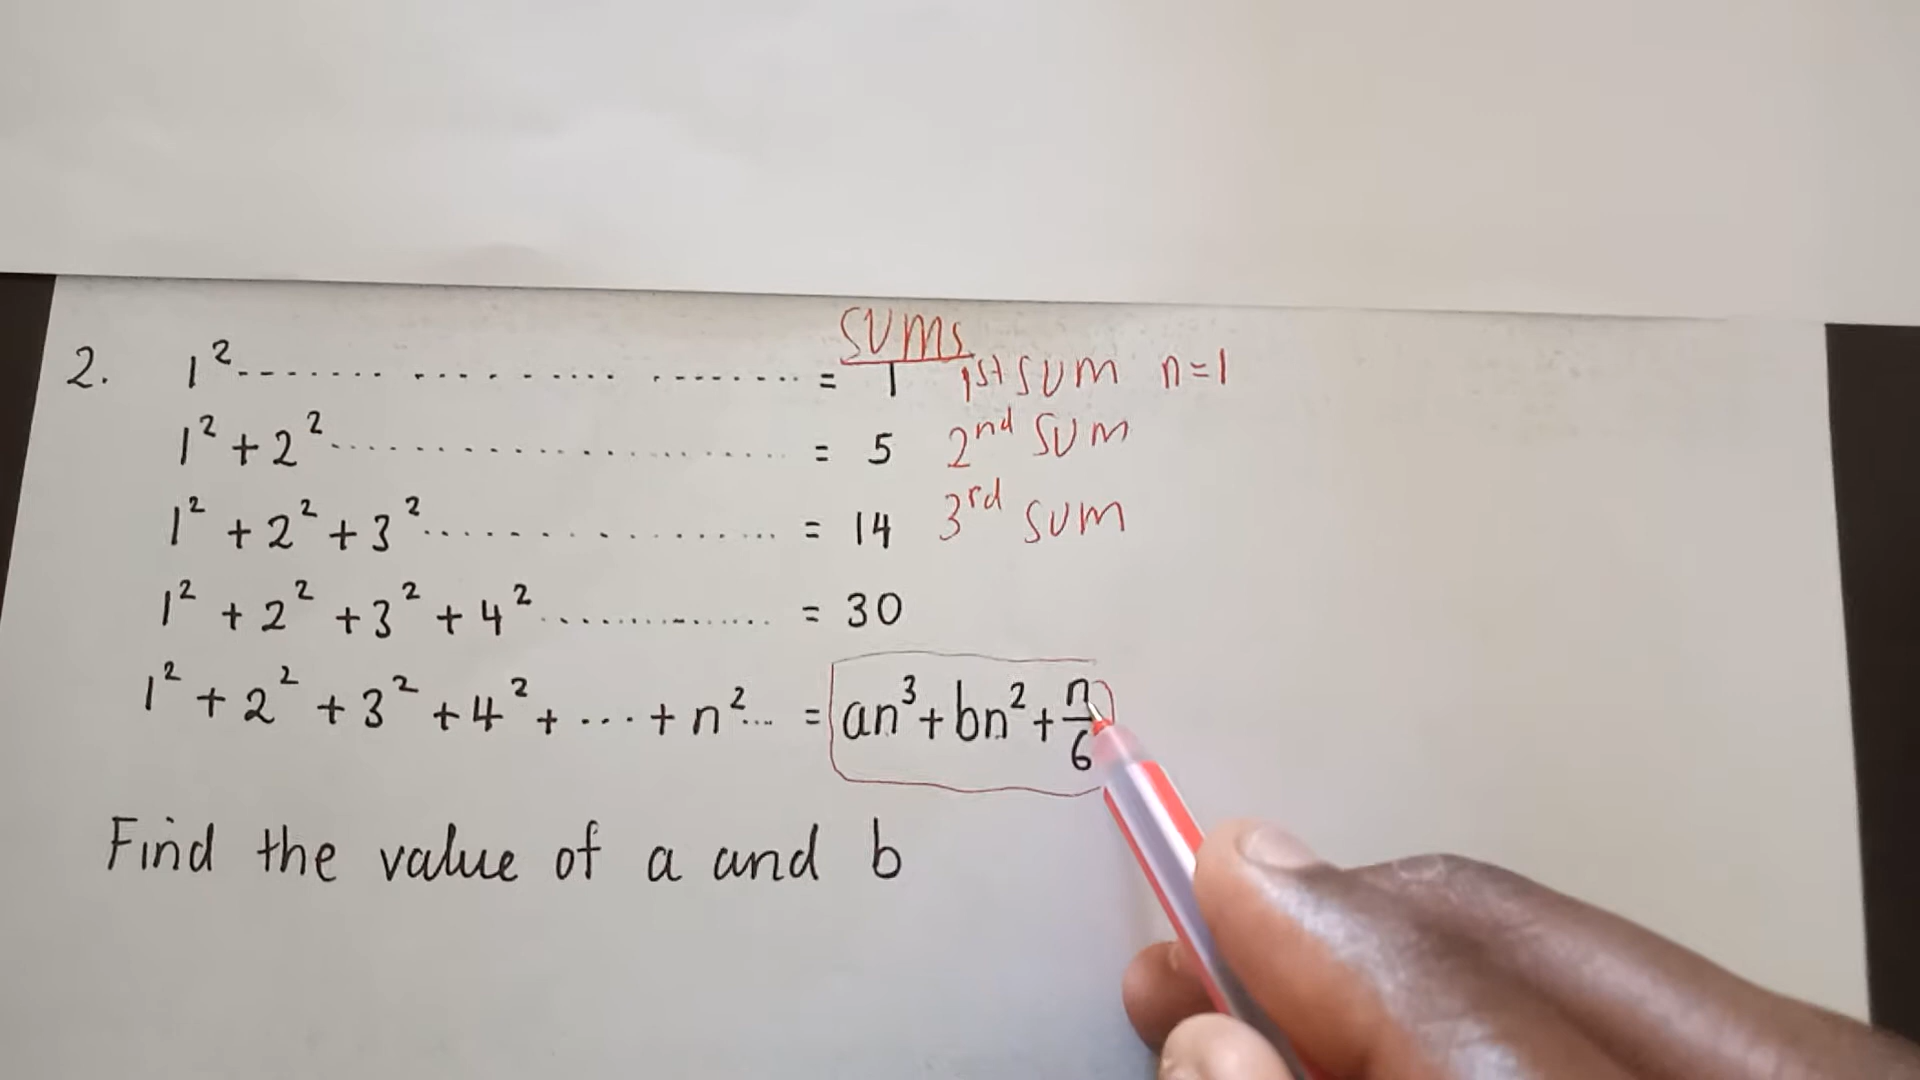 SUMS
2. 1²....... .... - ..... ........ = 1 1st SUM n=1
1² + 2²........................ = 5 2nd SUM
1² + 2² + 3².................. = 14 3rd SUM
1² + 2² + 3² + 4².............. = 30
1² + 2² + 3² + 4² + ... + n²... = an³ + bn² + n/6
Find the value of a and b